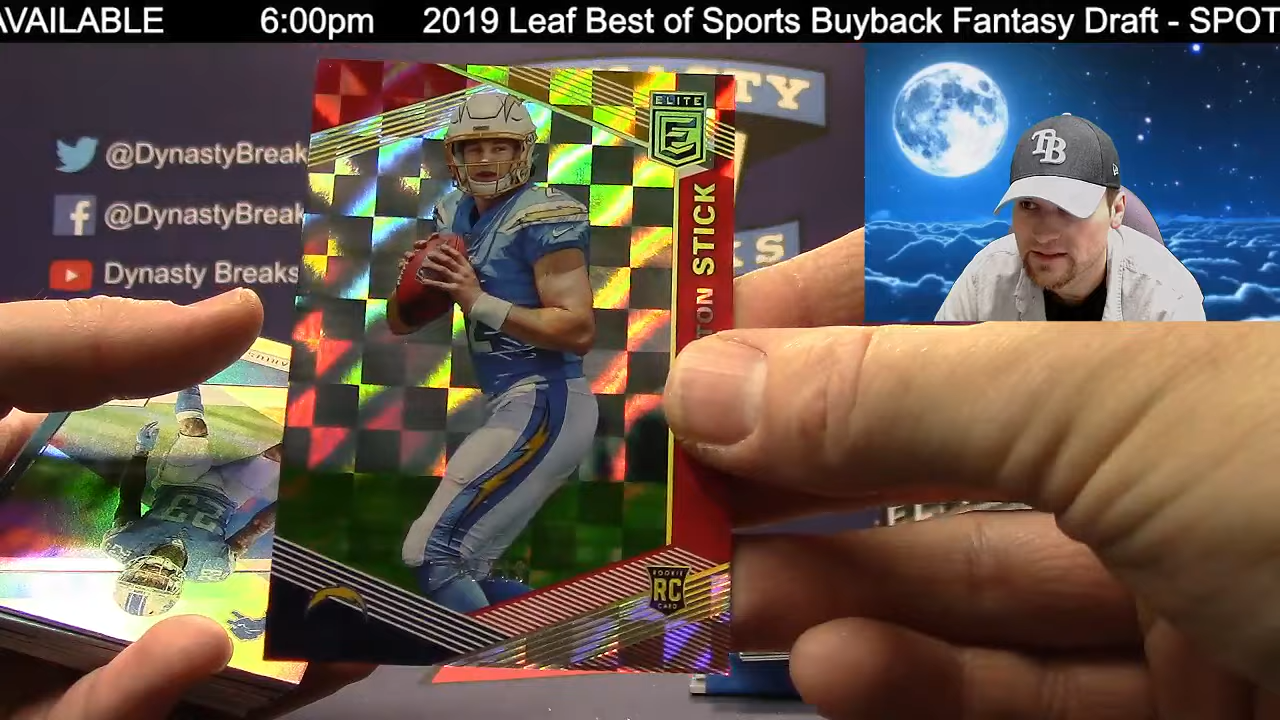 AVAILABLE 6:00pm 2019 Leaf Best of Sports Buyback Fantasy Draft - SPOT
@DynastyBreak
@DynastyBreak
Dynasty Breaks
ELITE
E
TON STICK
ROOKIE
RC
CARD
TB